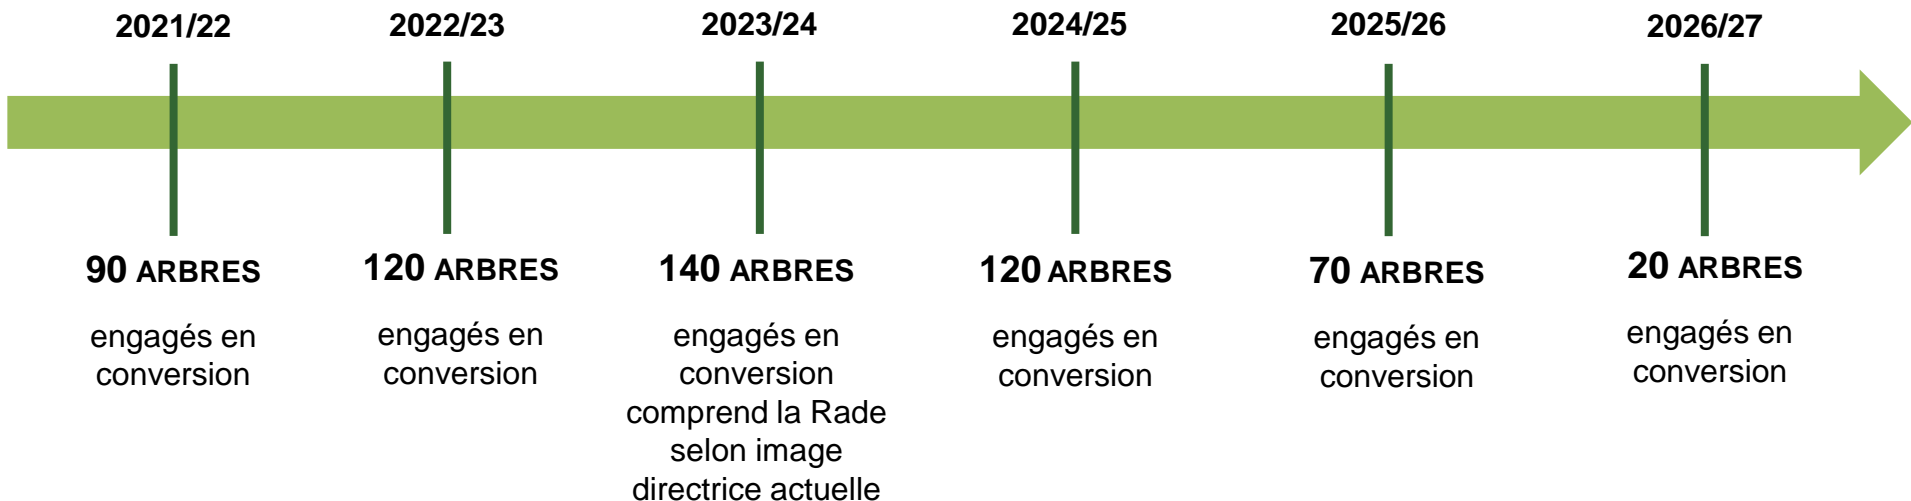 2021/22
2022/23
2023/24
2024/25
2025/26
2026/27
90 ARBRES
engagés en
conversion
120 ARBRES
engagés en
conversion
140 ARBRES
engagés en
conversion
comprend la Rade
selon image
directrice actuelle
120 ARBRES
engagés en
conversion
70 ARBRES
engagés en
conversion
20 ARBRES
engagés en
conversion